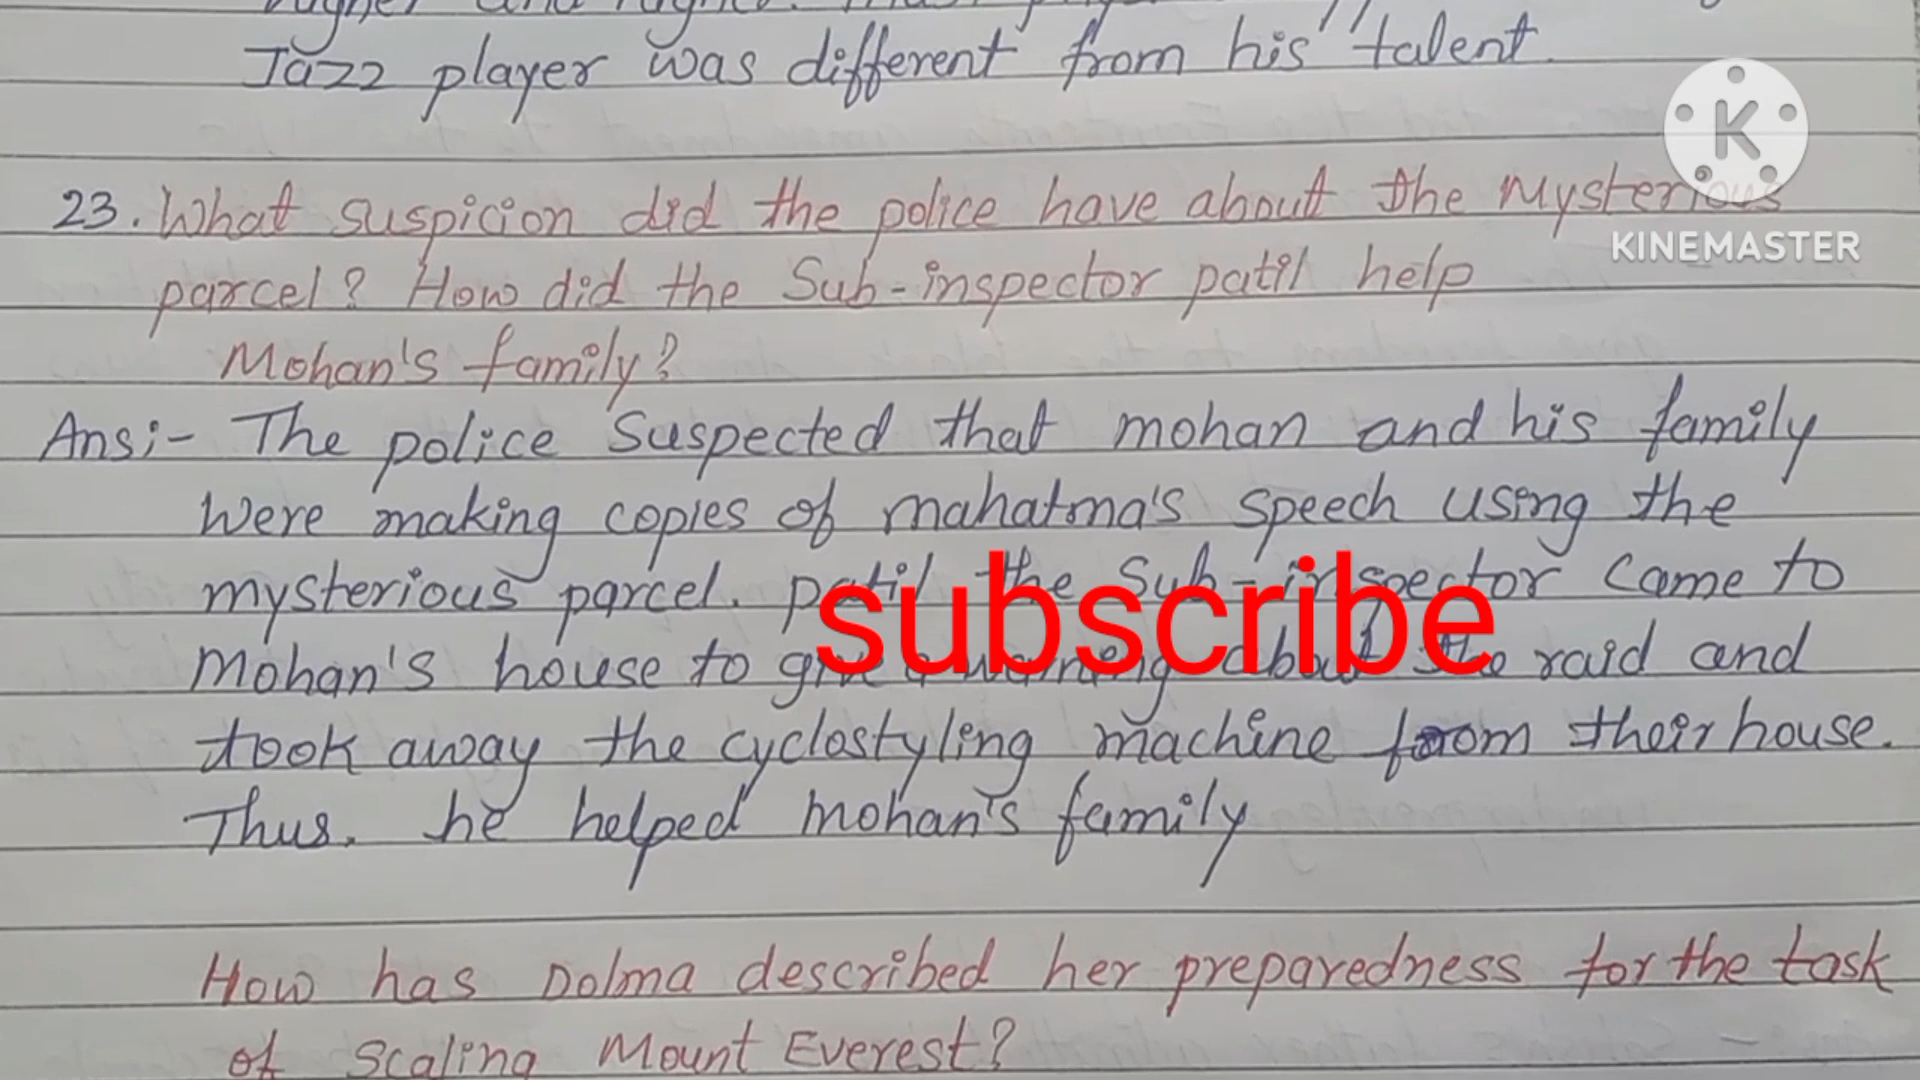 Jazz player was different from his talent.
23. What suspicion did the police have about the Mysterious
KINEMASTER
parcel? How did the Sub-inspector patil help
Mohan's family?
Ans:- The police Suspected that mohan and his family
Were making copies of mahatma's speech using the
mysterious parcel. patil the Sub-inspector came to
subscribe
Mohan's house to give a warning about the raid and
took away the cyclostyling machine from their house.
Thus. he helped mohan's family
How has Dolma described her preparedness for the task
of Scaling Mount Everest?